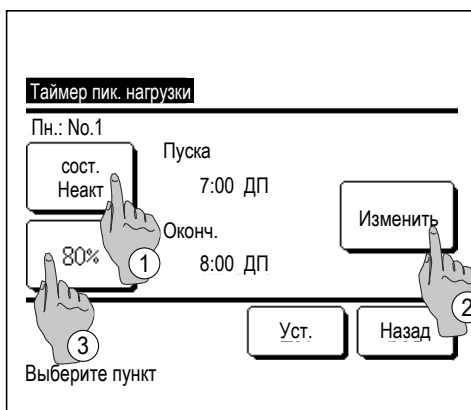 Таймер пик. нагрузки
Пн.: No.1
сост.
Неакт
Пуска
7:00 ДП
Изменить
80%
1
Оконч.
8:00 ДП
2
3
Уст.
Назад
Выберите пункт